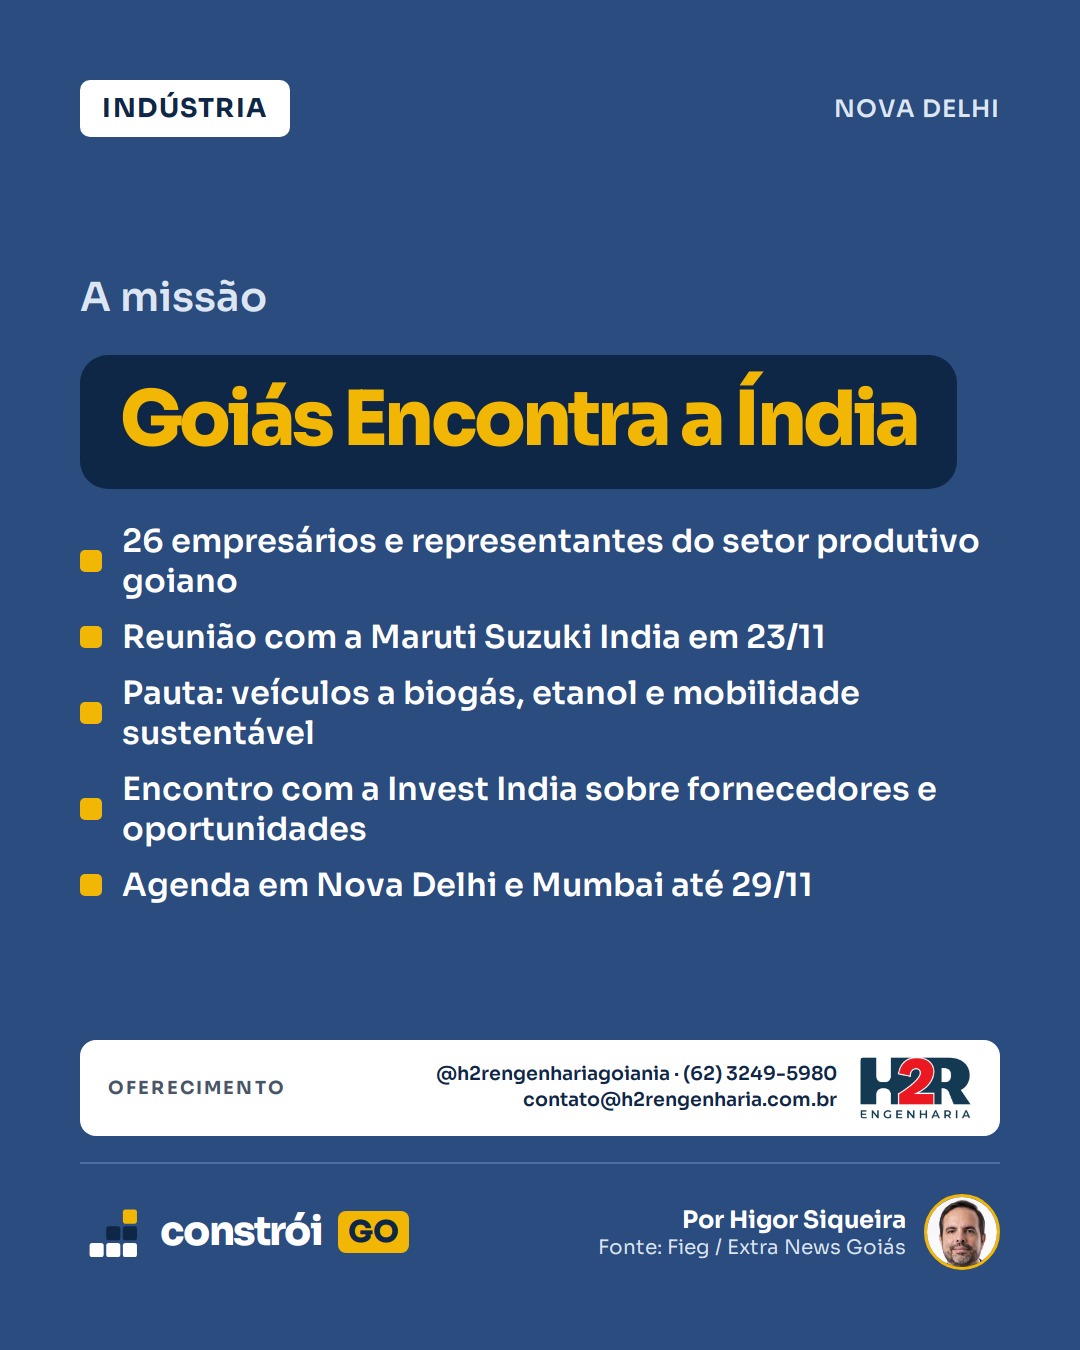 INDÚSTRIA
NOVA DELHI
A missão
Goiás Encontra a Índia
26 empresários e representantes do setor produtivo
goiano
Reunião com a Maruti Suzuki India em 23/11
Pauta: veículos a biogás, etanol e mobilidade
sustentável
Encontro com a Invest India sobre fornecedores e
oportunidades
Agenda em Nova Delhi e Mumbai até 29/11
OFERECIMENTO
@h2rengenhariagoiania · (62) 3249-5980
contato@h2rengenharia.com.br
H2R
ENGENHARIA
constrói GO
Por Higor Siqueira
Fonte: Fieg / Extra News Goiás